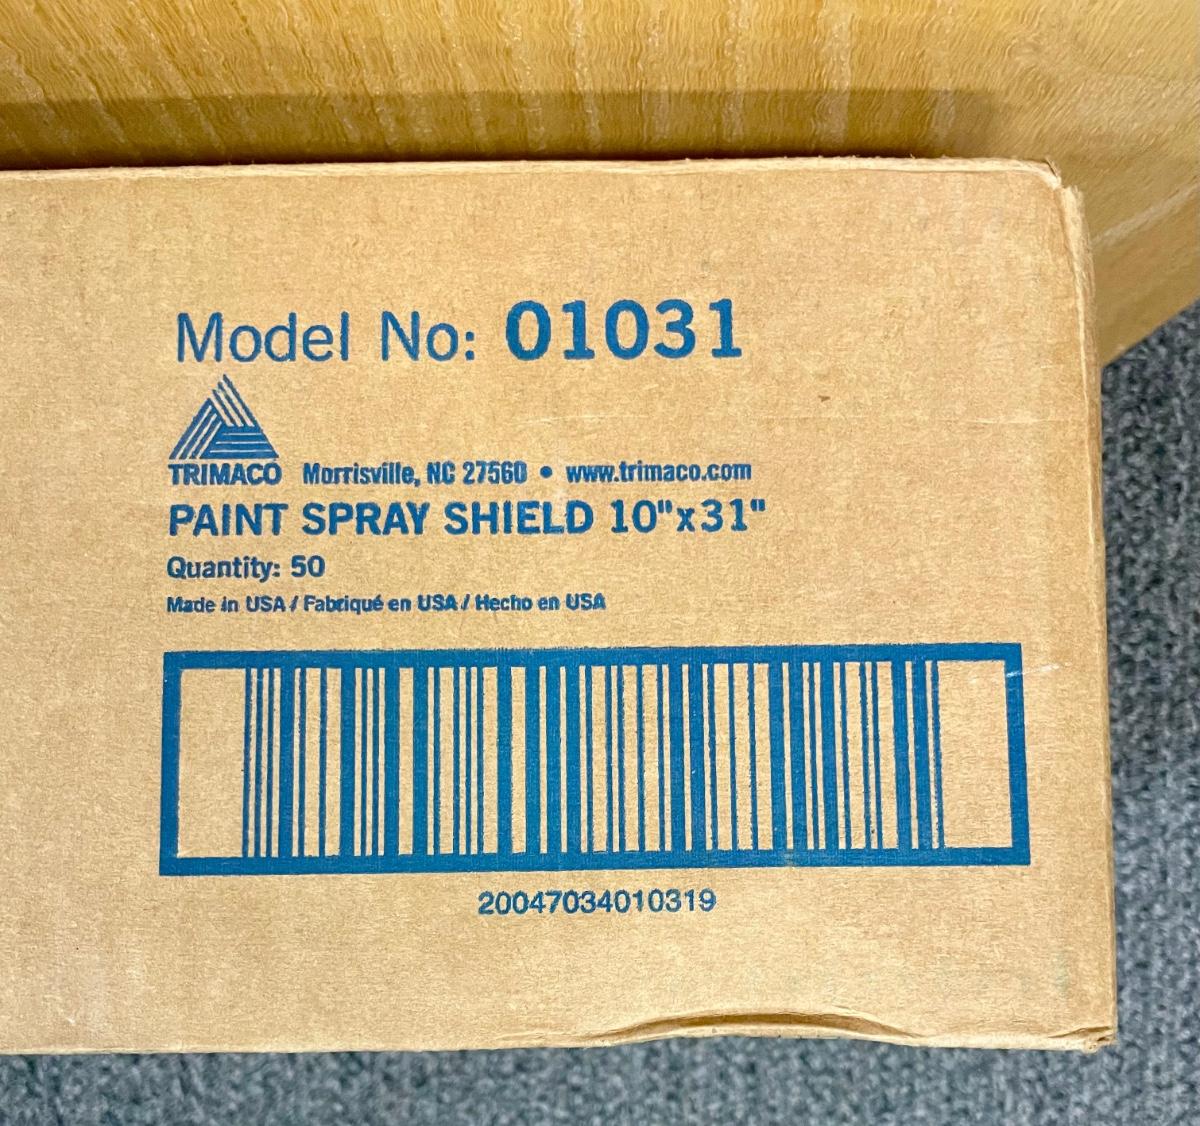 Model No: 01031
TRIMACO Morrisville, NC 27560 • www.trimaco.com
PAINT SPRAY SHIELD 10"x31"
Quantity: 50
Made in USA / Fabriqué en USA / Hecho en USA
20047034010319